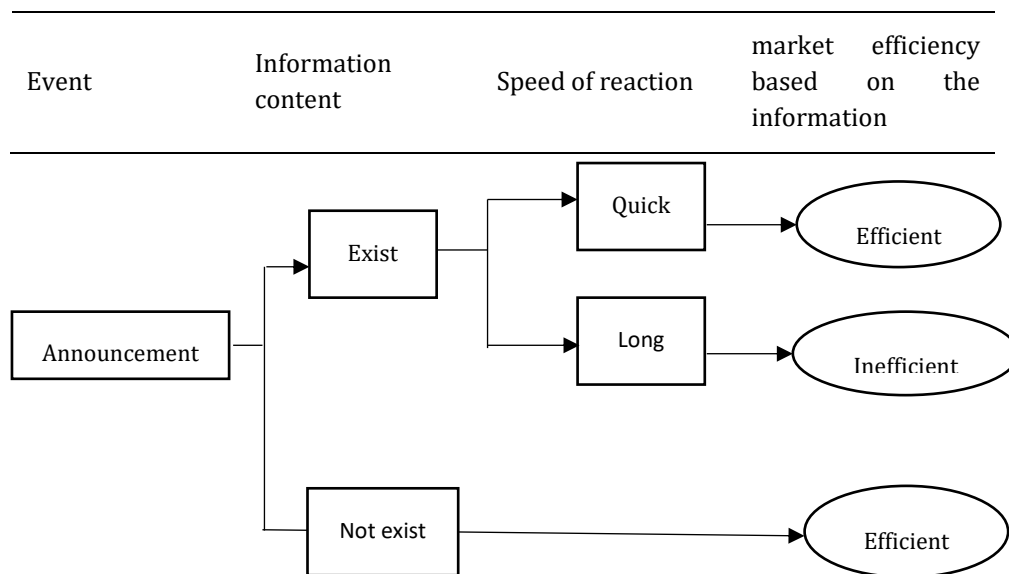 Event
Information
content
Speed of reaction
market efficiency
based on the
information
Quick
Efficient
Exist
Long
Inefficient
Announcement
Not exist
Efficient